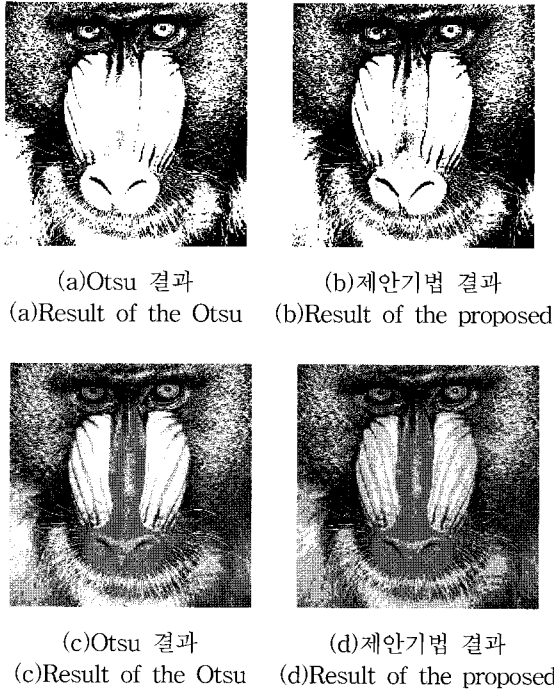 (a)Otsu 결과
(a)Result of the Otsu
(b)제안기법 결과
(b)Result of the proposed
(c)Otsu 결과
(c)Result of the Otsu
(d)제안기법 결과
(d)Result of the proposed